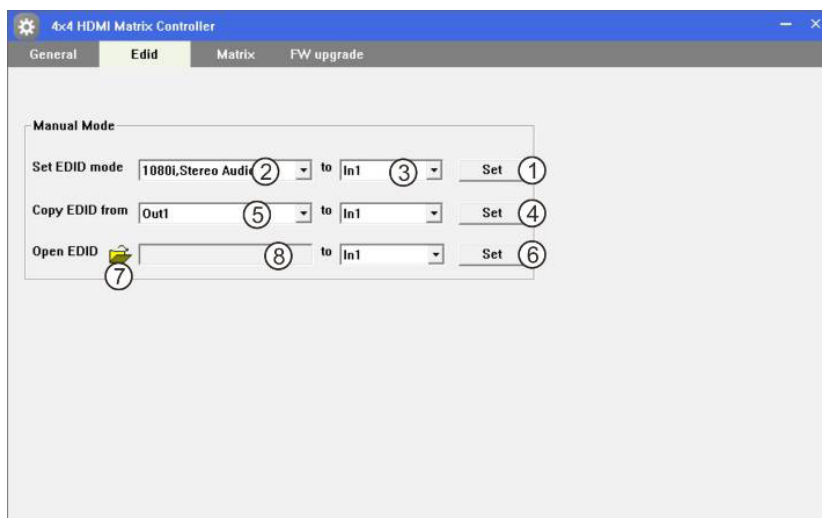 4x4 HDMI Matrix Controller
General Edid Matrix FW upgrade
Manual Mode
Set EDID mode 1080i,Stereo Audio 2 to In1 3 Set 1
Copy EDID from Out1 5 to In1 Set 4
Open EDID 7 8 to In1 Set 6